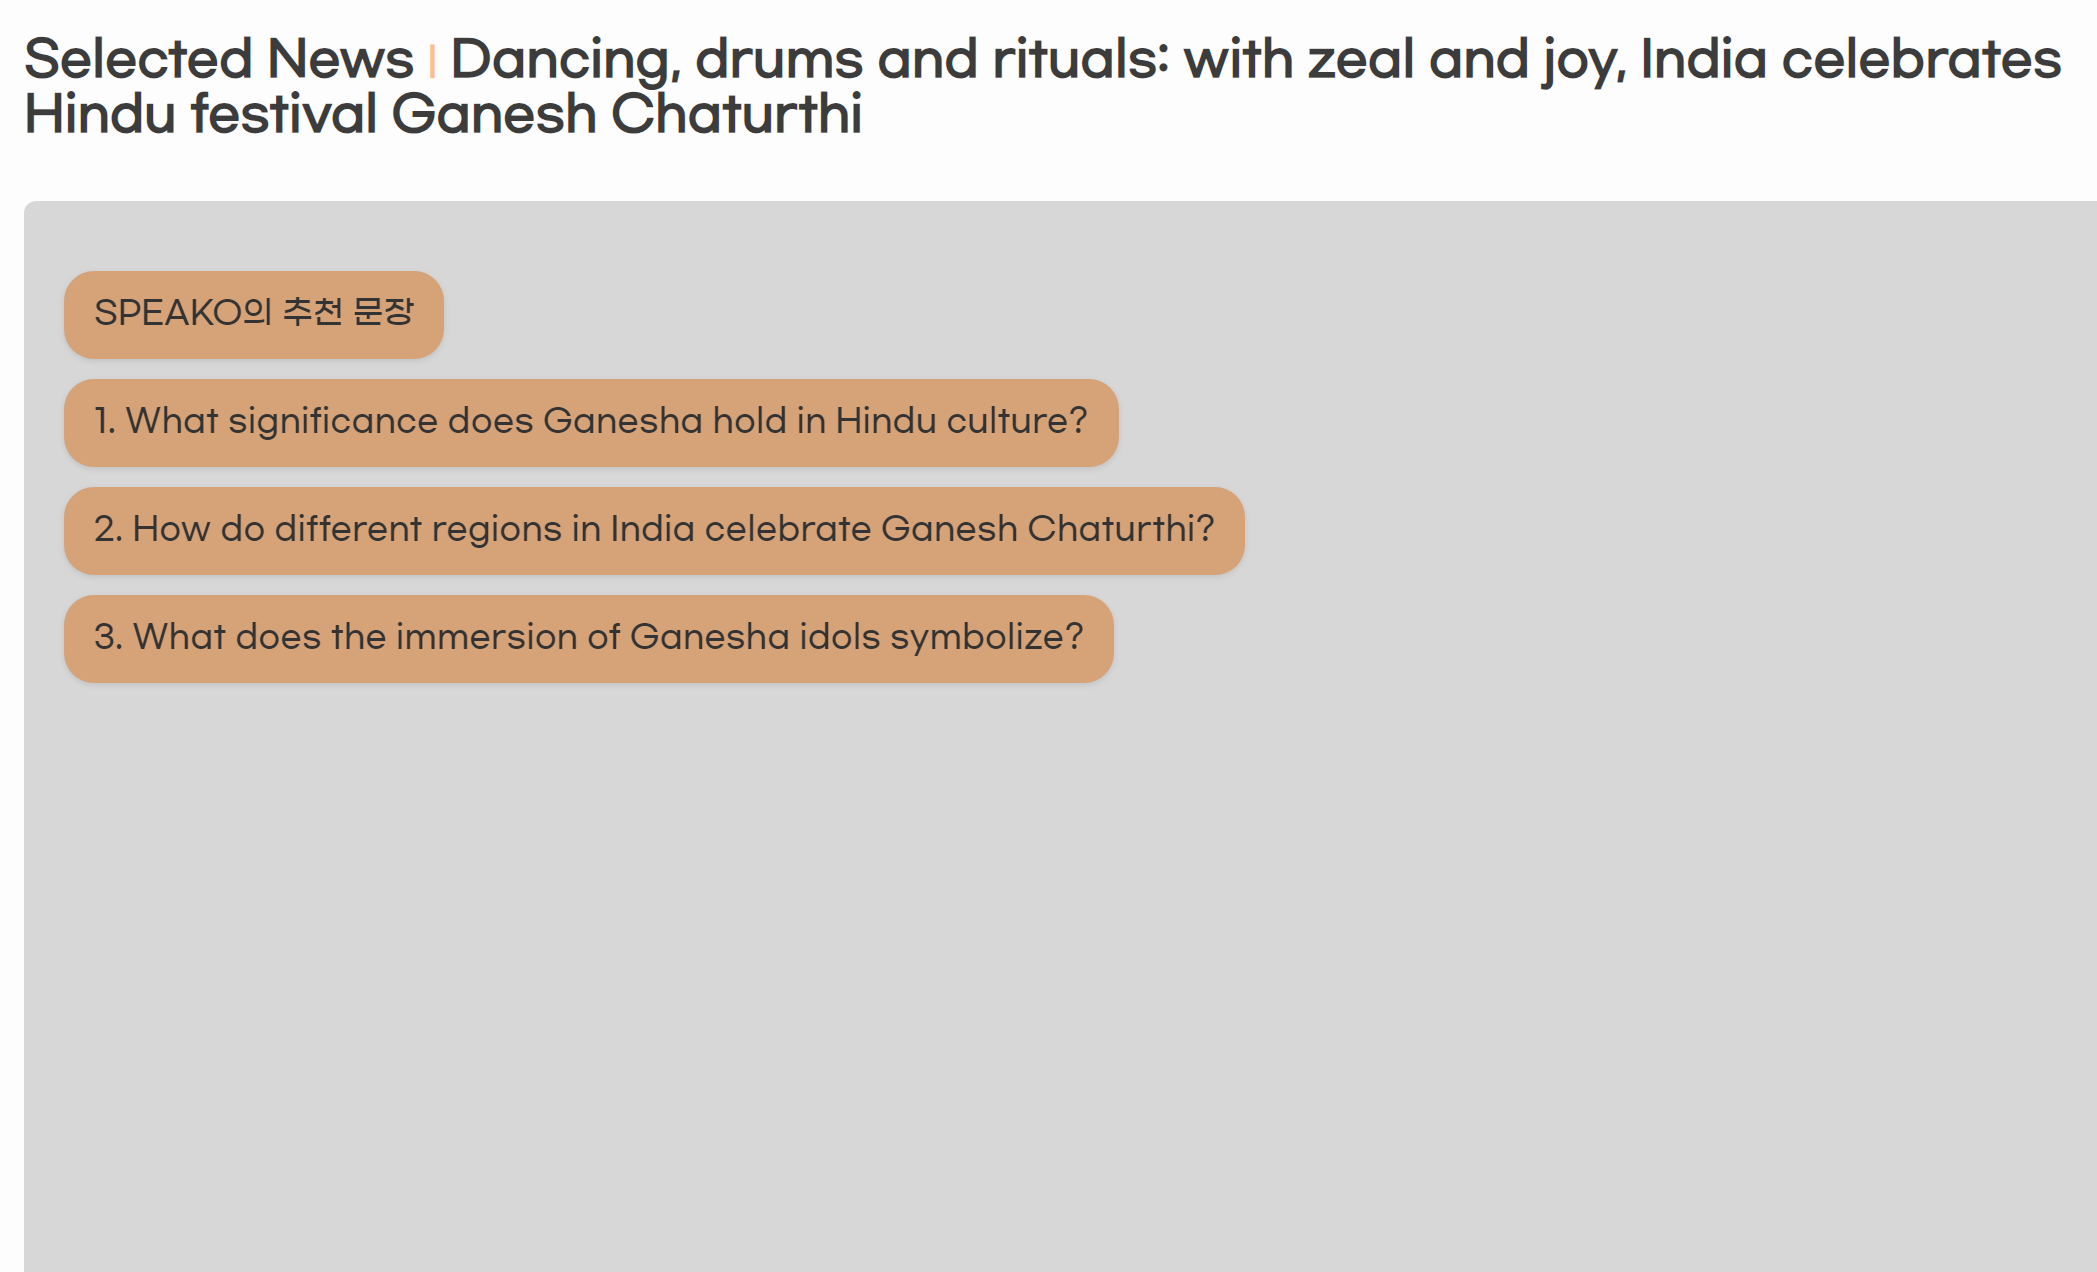 Selected News | Dancing, drums and rituals: with zeal and joy, India celebrates
Hindu festival Ganesh Chaturthi
SPEAKO의 추천 문장
1. What significance does Ganesha hold in Hindu culture?
2. How do different regions in India celebrate Ganesh Chaturthi?
3. What does the immersion of Ganesha idols symbolize?